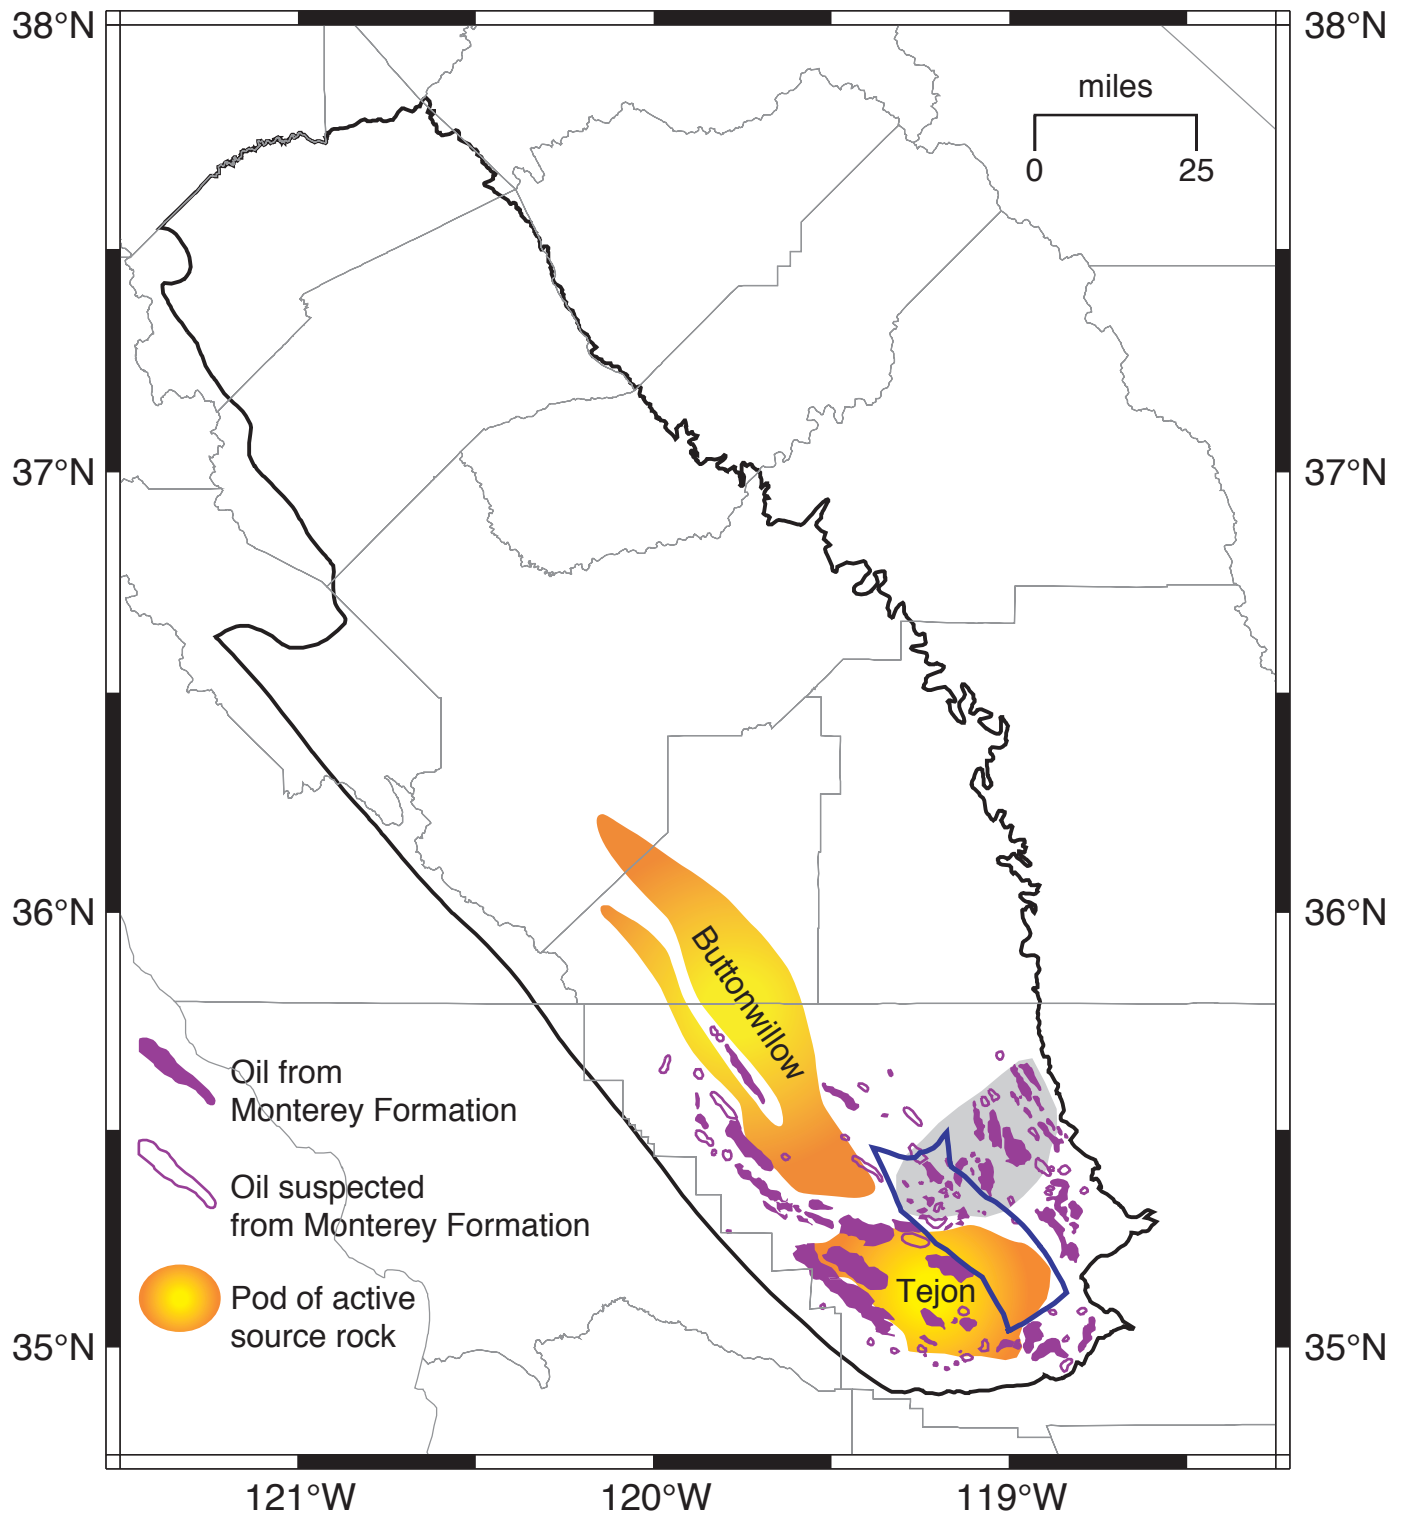 38°N
38°N
miles
0
25
37°N
37°N
36°N
36°N
Buttonwillow
Oil from
Monterey Formation
Oil suspected
from Monterey Formation
Tejon
Pod of active
source rock
35°N
35°N
121°W
120°W
119°W